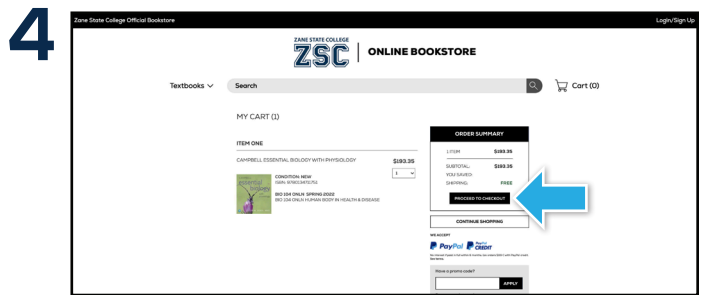 4
Zane State College Official Bookstore
Login/Sign Up
ZANE STATE COLLEGE
ZSC
ONLINE BOOKSTORE
Textbooks
Search
Cart (0)
MY CART (1)
ITEM ONE
CAMPBELL ESSENTIAL BIOLOGY WITH PHYSIOLOGY
$193.35
1
CONDITION: NEW
BIO 104 ONLN SPRING 2022
BIO 104 ONLN HUMAN BODY IN HEALTH & DISEASE
ORDER SUMMARY
1 ITEM $193.35
SUBTOTAL: $193.35
YOU SAVED:
SHIPPING: FREE
PROCEED TO CHECKOUT
CONTINUE SHOPPING
WE ACCEPT
PayPal
PayPal CREDIT
Have a promo code?
APPLY